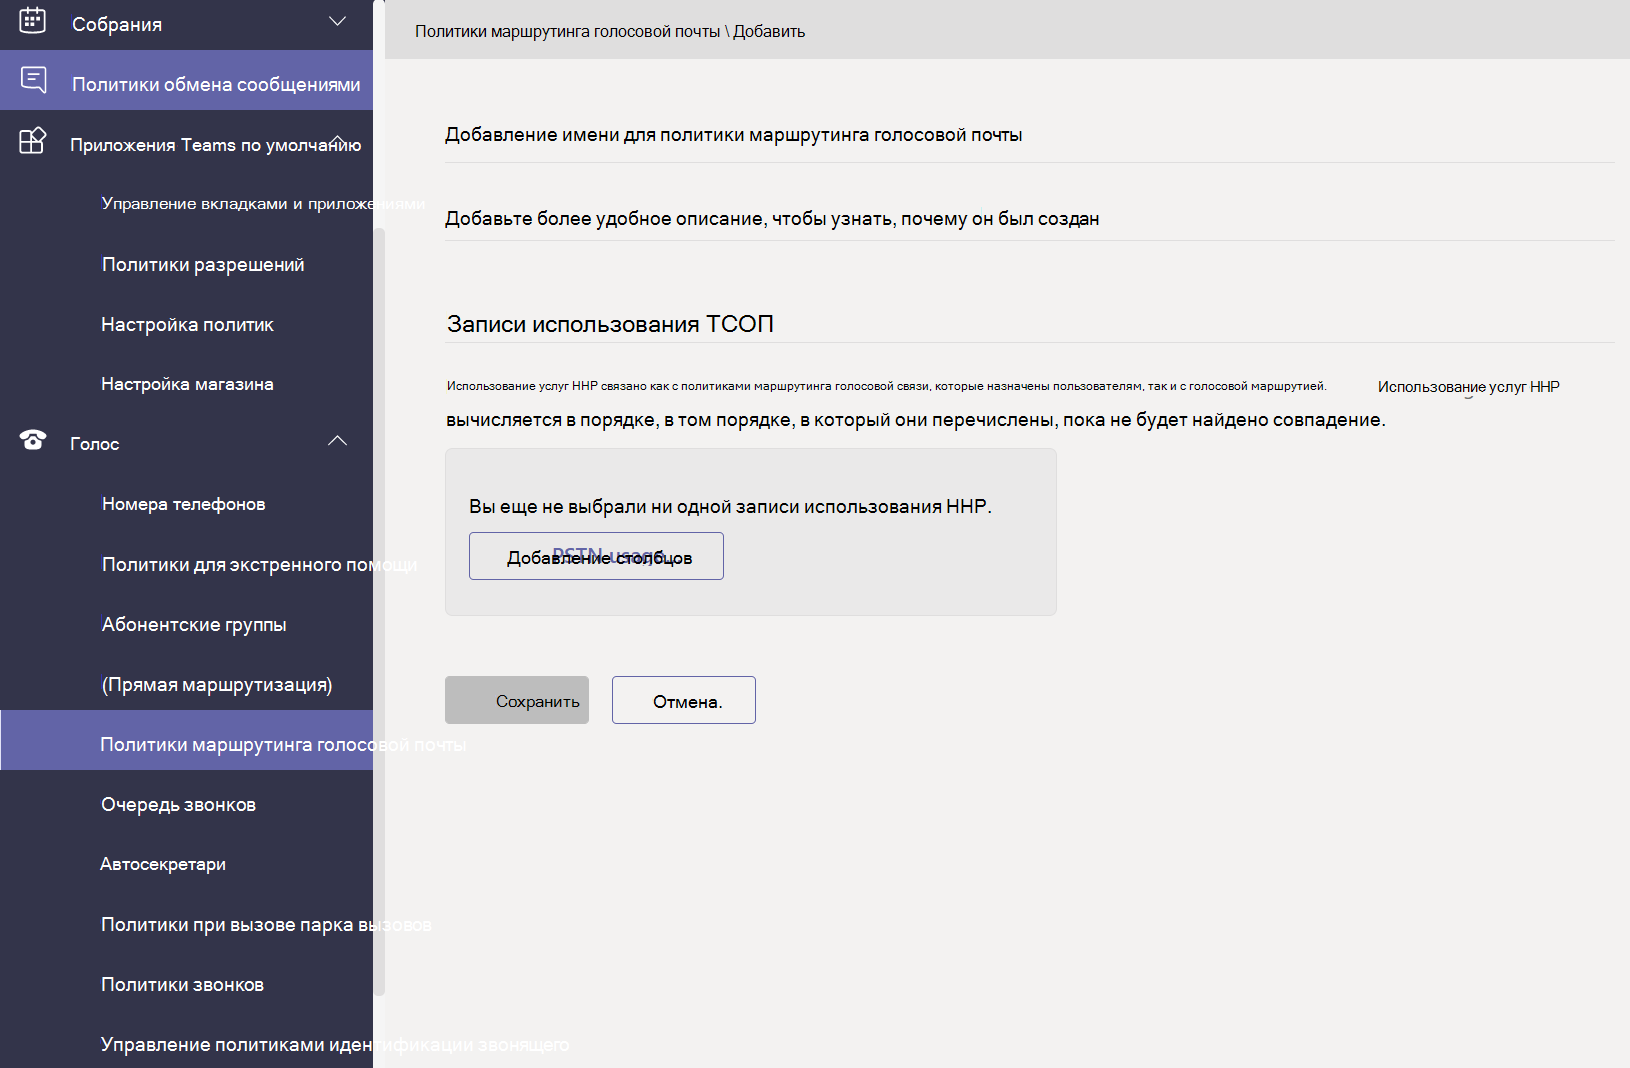 Собрания
Политики обмена сообщениями
Приложения Teams по умолчанию
Управление вкладками и приложениями
Политики разрешений
Настройка политик
Настройка магазина
Голос
Номера телефонов
Политики для экстренного помощи
Абонентские группы
(Прямая маршрутизация)
Политики маршрутинга голосовой почты
Очередь звонков
Автосекретари
Политики при вызове парка вызовов
Политики звонков
Управление политиками идентификации звонящего
Политики маршрутинга голосовой почты \ Добавить
Добавление имени для политики маршрутинга голосовой почты
Добавьте более удобное описание, чтобы узнать, почему он был создан
Записи использования ТСОП
Использование услуг ННР связано как с политиками маршрутинга голосовой связи, которые назначены пользователям, так и с голосовой маршрутией. Использование услуг ННР
вычисляется в порядке, в том порядке, в который они перечислены, пока не будет найдено совпадение.
Вы еще не выбрали ни одной записи использования ННР.
Добавление столбцов
PSTN usage
Сохранить
Отмена.